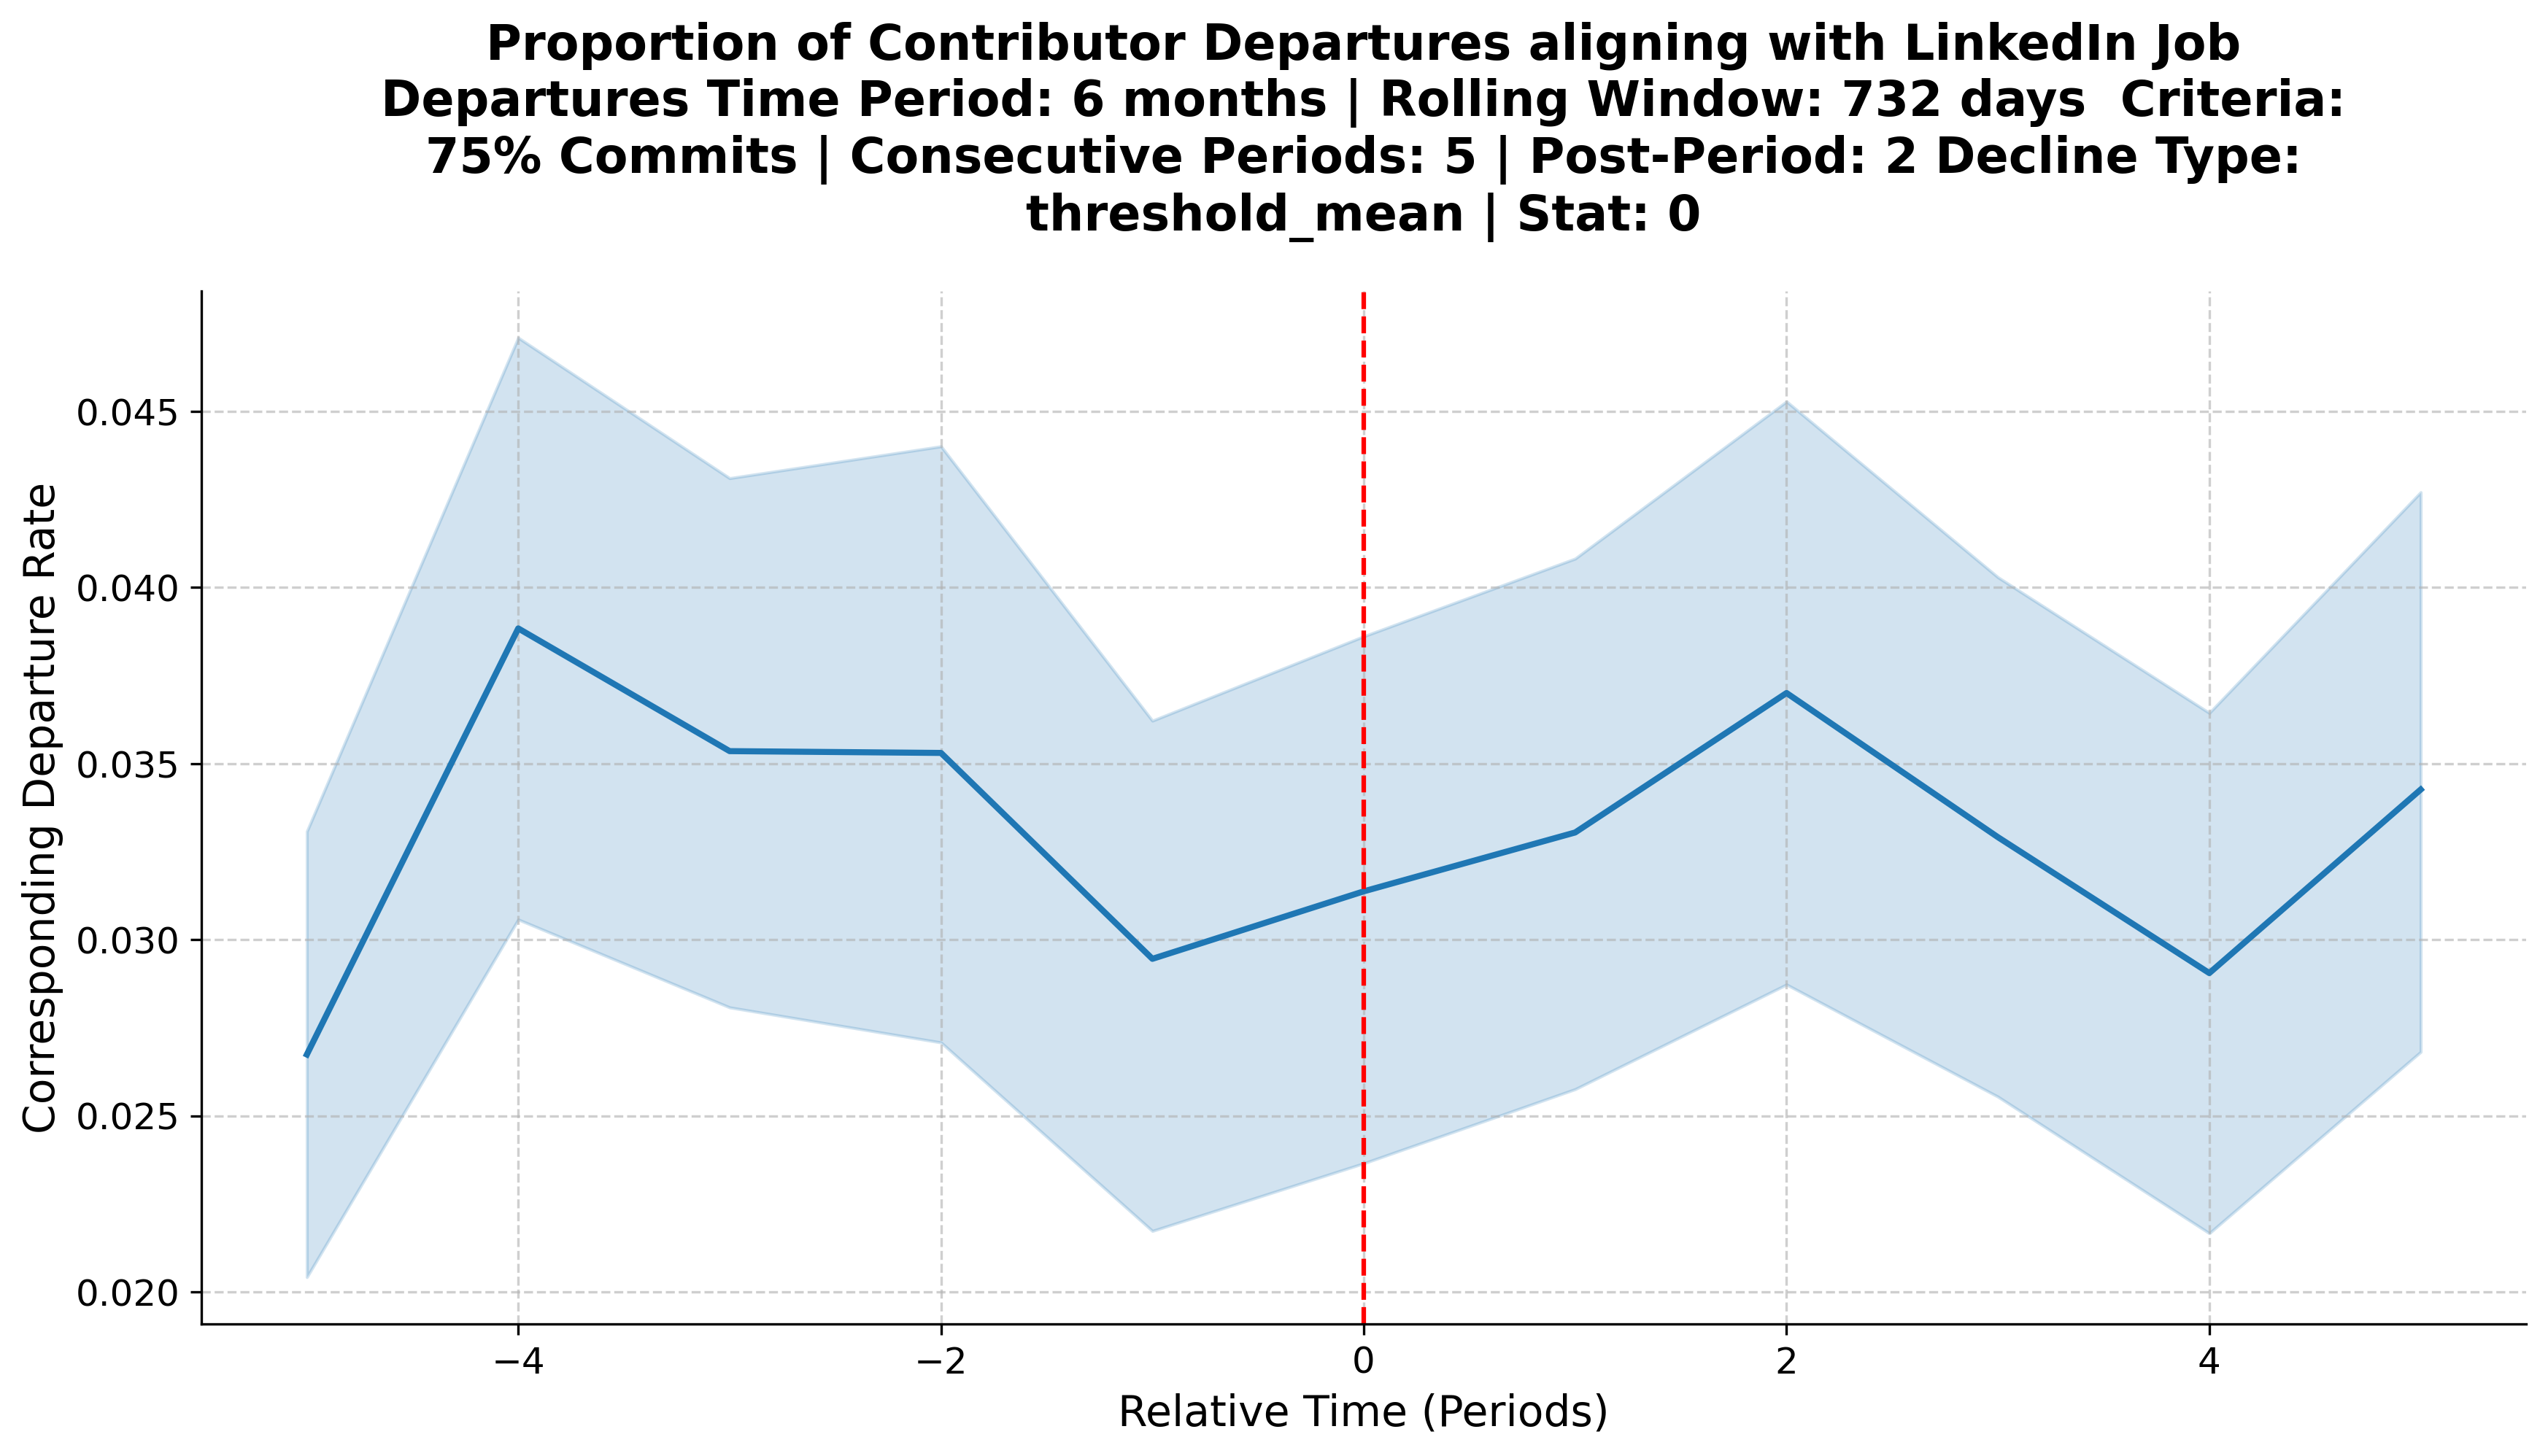 Proportion of Contributor Departures aligning with LinkedIn Job
Departures Time Period: 6 months | Rolling Window: 732 days  Criteria:
75% Commits | Consecutive Periods: 5 | Post-Period: 2 Decline Type:
threshold_mean | Stat: 0
Corresponding Departure Rate
0.045
0.040
0.035
0.030
0.025
0.020
−4
−2
0
2
4
Relative Time (Periods)